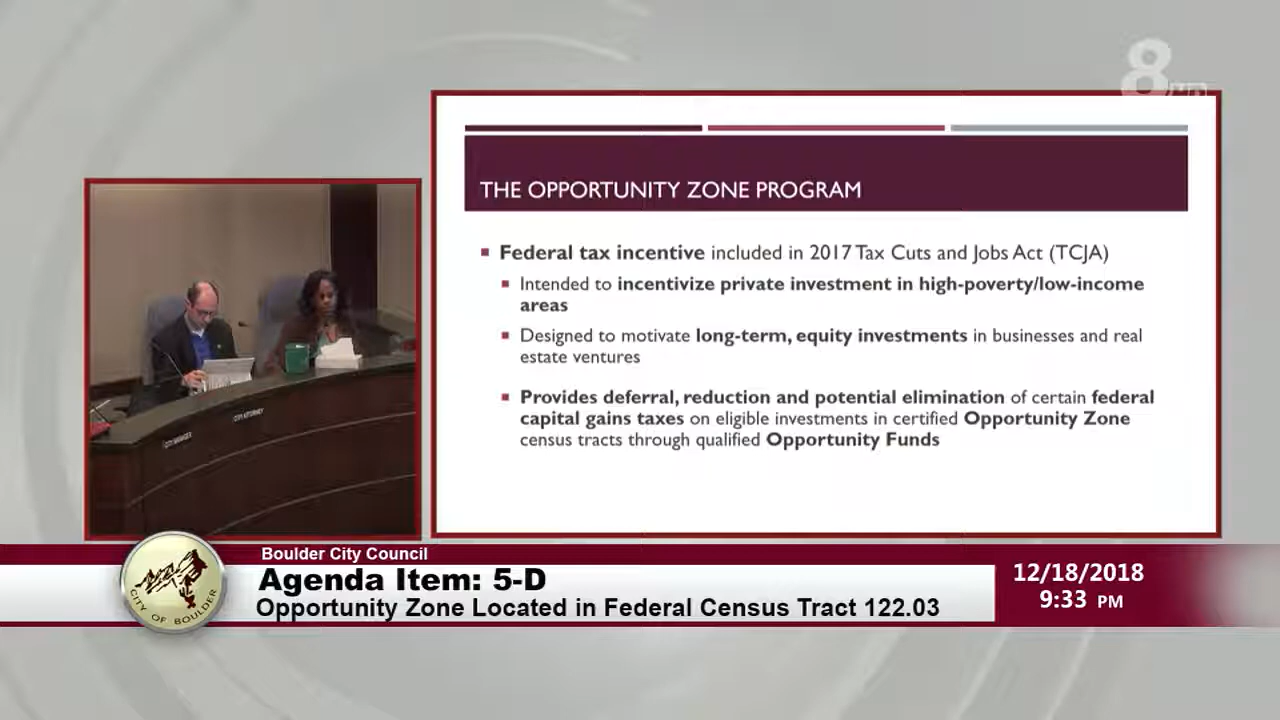 8 HD
THE OPPORTUNITY ZONE PROGRAM
Federal tax incentive included in 2017 Tax Cuts and Jobs Act (TCJA)
Intended to incentivize private investment in high-poverty/low-income
areas
Designed to motivate long-term, equity investments in businesses and real
estate ventures
Provides deferral, reduction and potential elimination of certain federal
capital gains taxes on eligible investments in certified Opportunity Zone
census tracts through qualified Opportunity Funds
CITY MANAGER
CITY ATTORNEY
Boulder City Council
Agenda Item: 5-D
Opportunity Zone Located in Federal Census Tract 122.03
CITY OF BOULDER
12/18/2018
9:33 PM